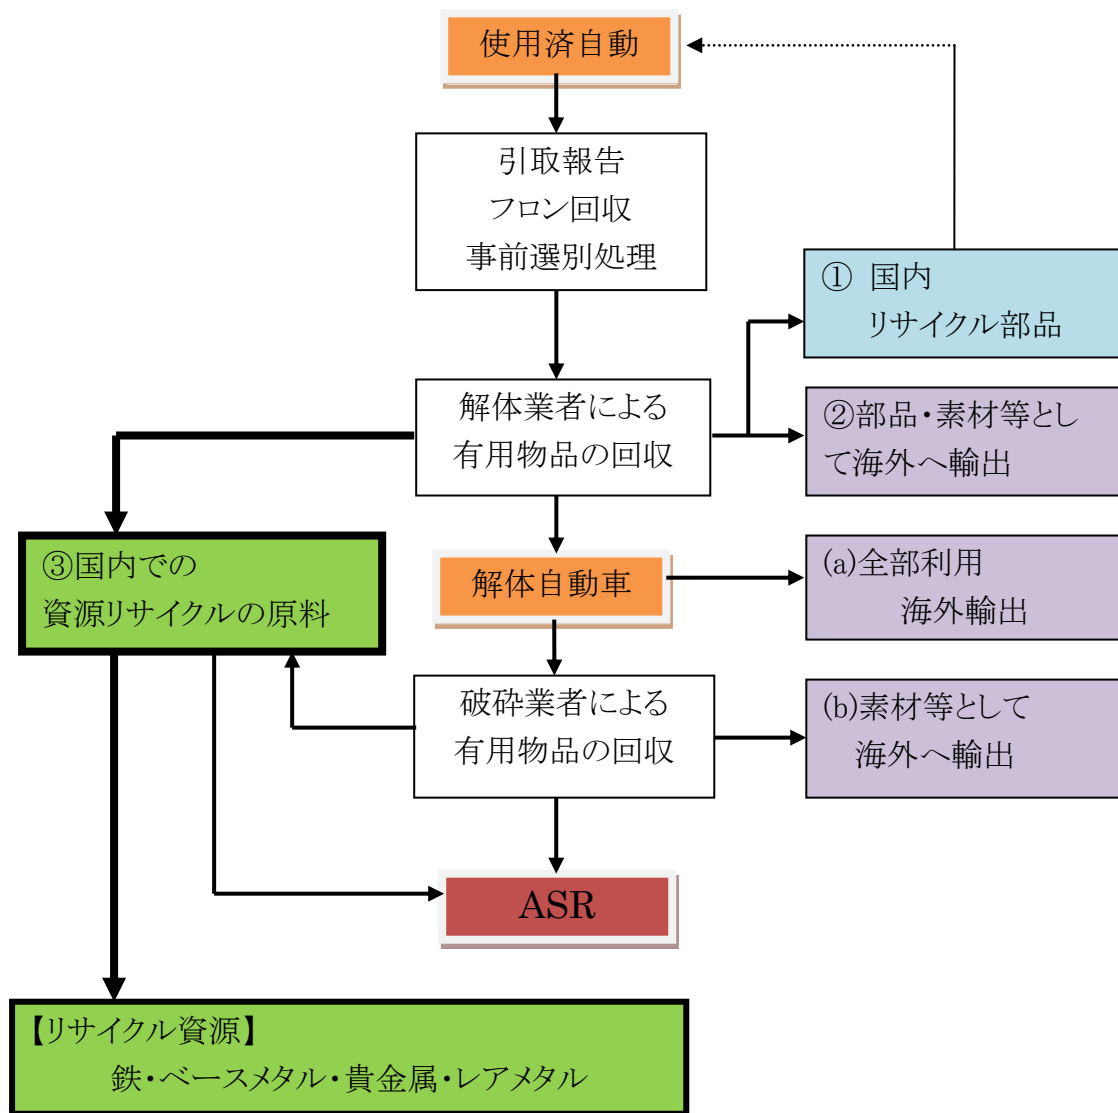 使用済自動
引取報告
フロン回収
事前選別処理
① 国内
リサイクル部品
解体業者による
有用物品の回収
②部品・素材等とし
て海外へ輸出
③国内での
資源リサイクルの原料
解体自動車
(a)全部利用
海外輸出
破砕業者による
有用物品の回収
(b)素材等として
海外へ輸出
ASR
【リサイクル資源】
鉄・ベースメタル・貴金属・レアメタル